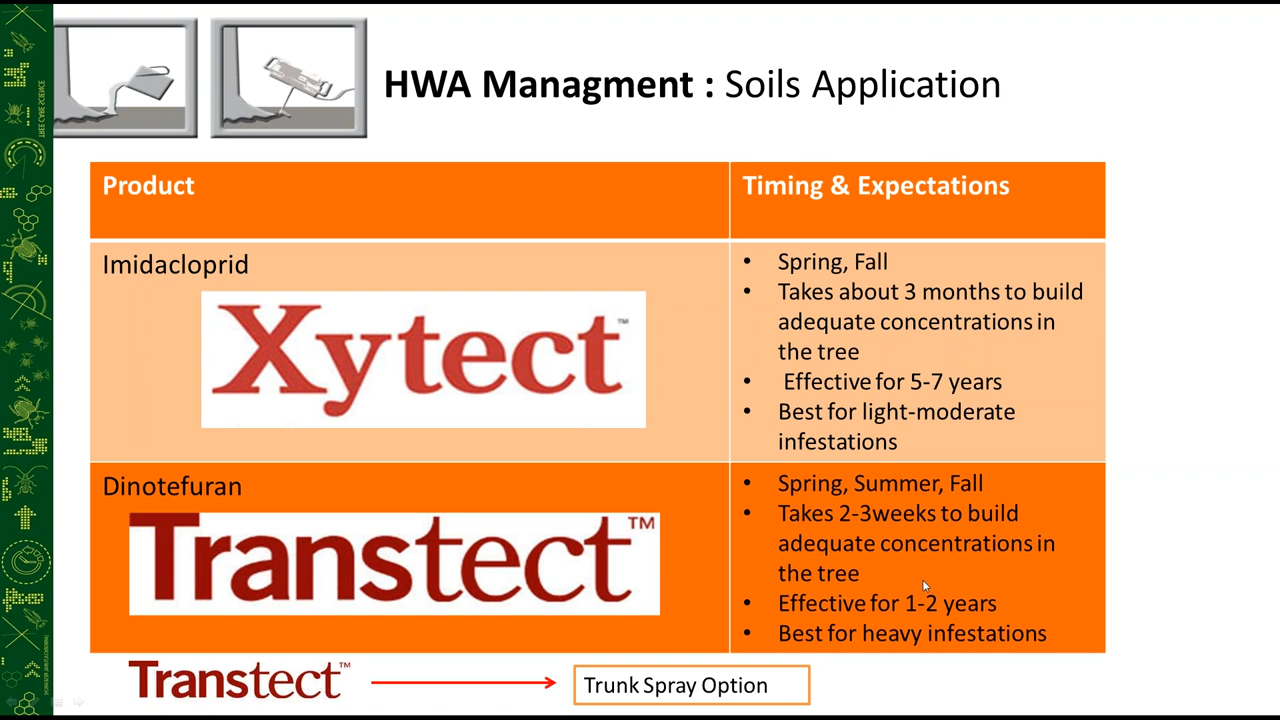 HWA Managment : Soils Application
Product
Timing & Expectations
Imidacloprid
Xytect™
• Spring, Fall
• Takes about 3 months to build
adequate concentrations in
the tree
• Effective for 5-7 years
• Best for light-moderate
infestations
Dinotefuran
Transtect™
• Spring, Summer, Fall
• Takes 2-3weeks to build
adequate concentrations in
the tree
• Effective for 1-2 years
• Best for heavy infestations
Transtect™
Trunk Spray Option
TREE CARE SCIENCE